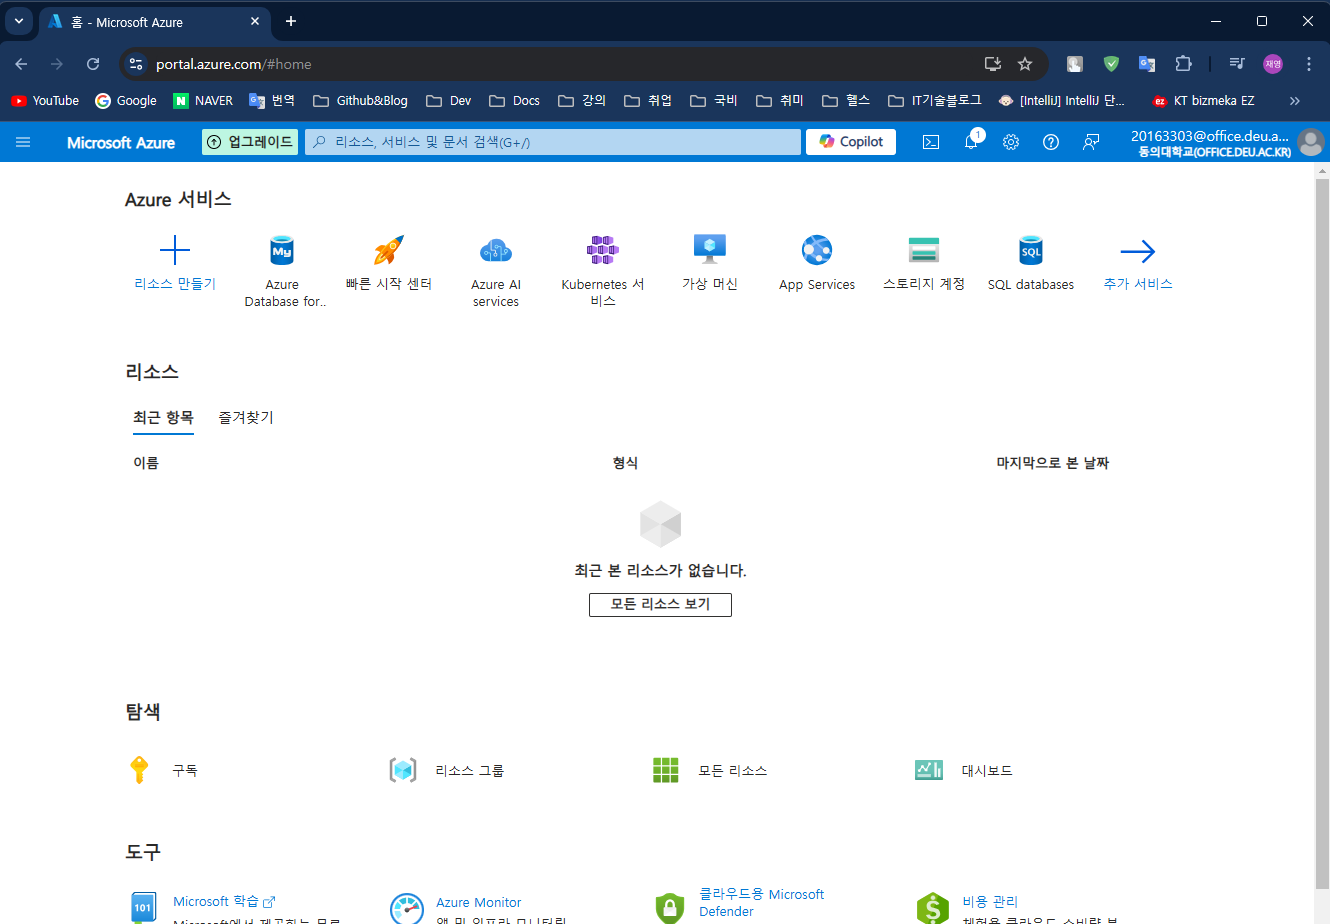 홈 - Microsoft Azure
portal.azure.com/#home
재영
YouTube
Google
NAVER
번역
Github&Blog
Dev
Docs
강의
취업
국비
취미
헬스
IT기술블로그
[IntelliJ] IntelliJ 단...
KT bizmeka EZ
Microsoft Azure
업그레이드
리소스, 서비스 및 문서 검색(G+/)
Copilot
1
20163303@office.deu.a...
동의대학교(OFFICE.DEU.AC.KR)
Azure 서비스
리소스 만들기
Azure
Database for..
빠른 시작 센터
Azure AI
services
Kubernetes 서
비스
가상 머신
App Services
스토리지 계정
SQL databases
추가 서비스
리소스
최근 항목
즐겨찾기
이름
형식
마지막으로 본 날짜
최근 본 리소스가 없습니다.
모든 리소스 보기
탐색
구독
리소스 그룹
모든 리소스
대시보드
도구
Microsoft 학습
Azure Monitor
클라우드용 Microsoft
Defender
비용 관리